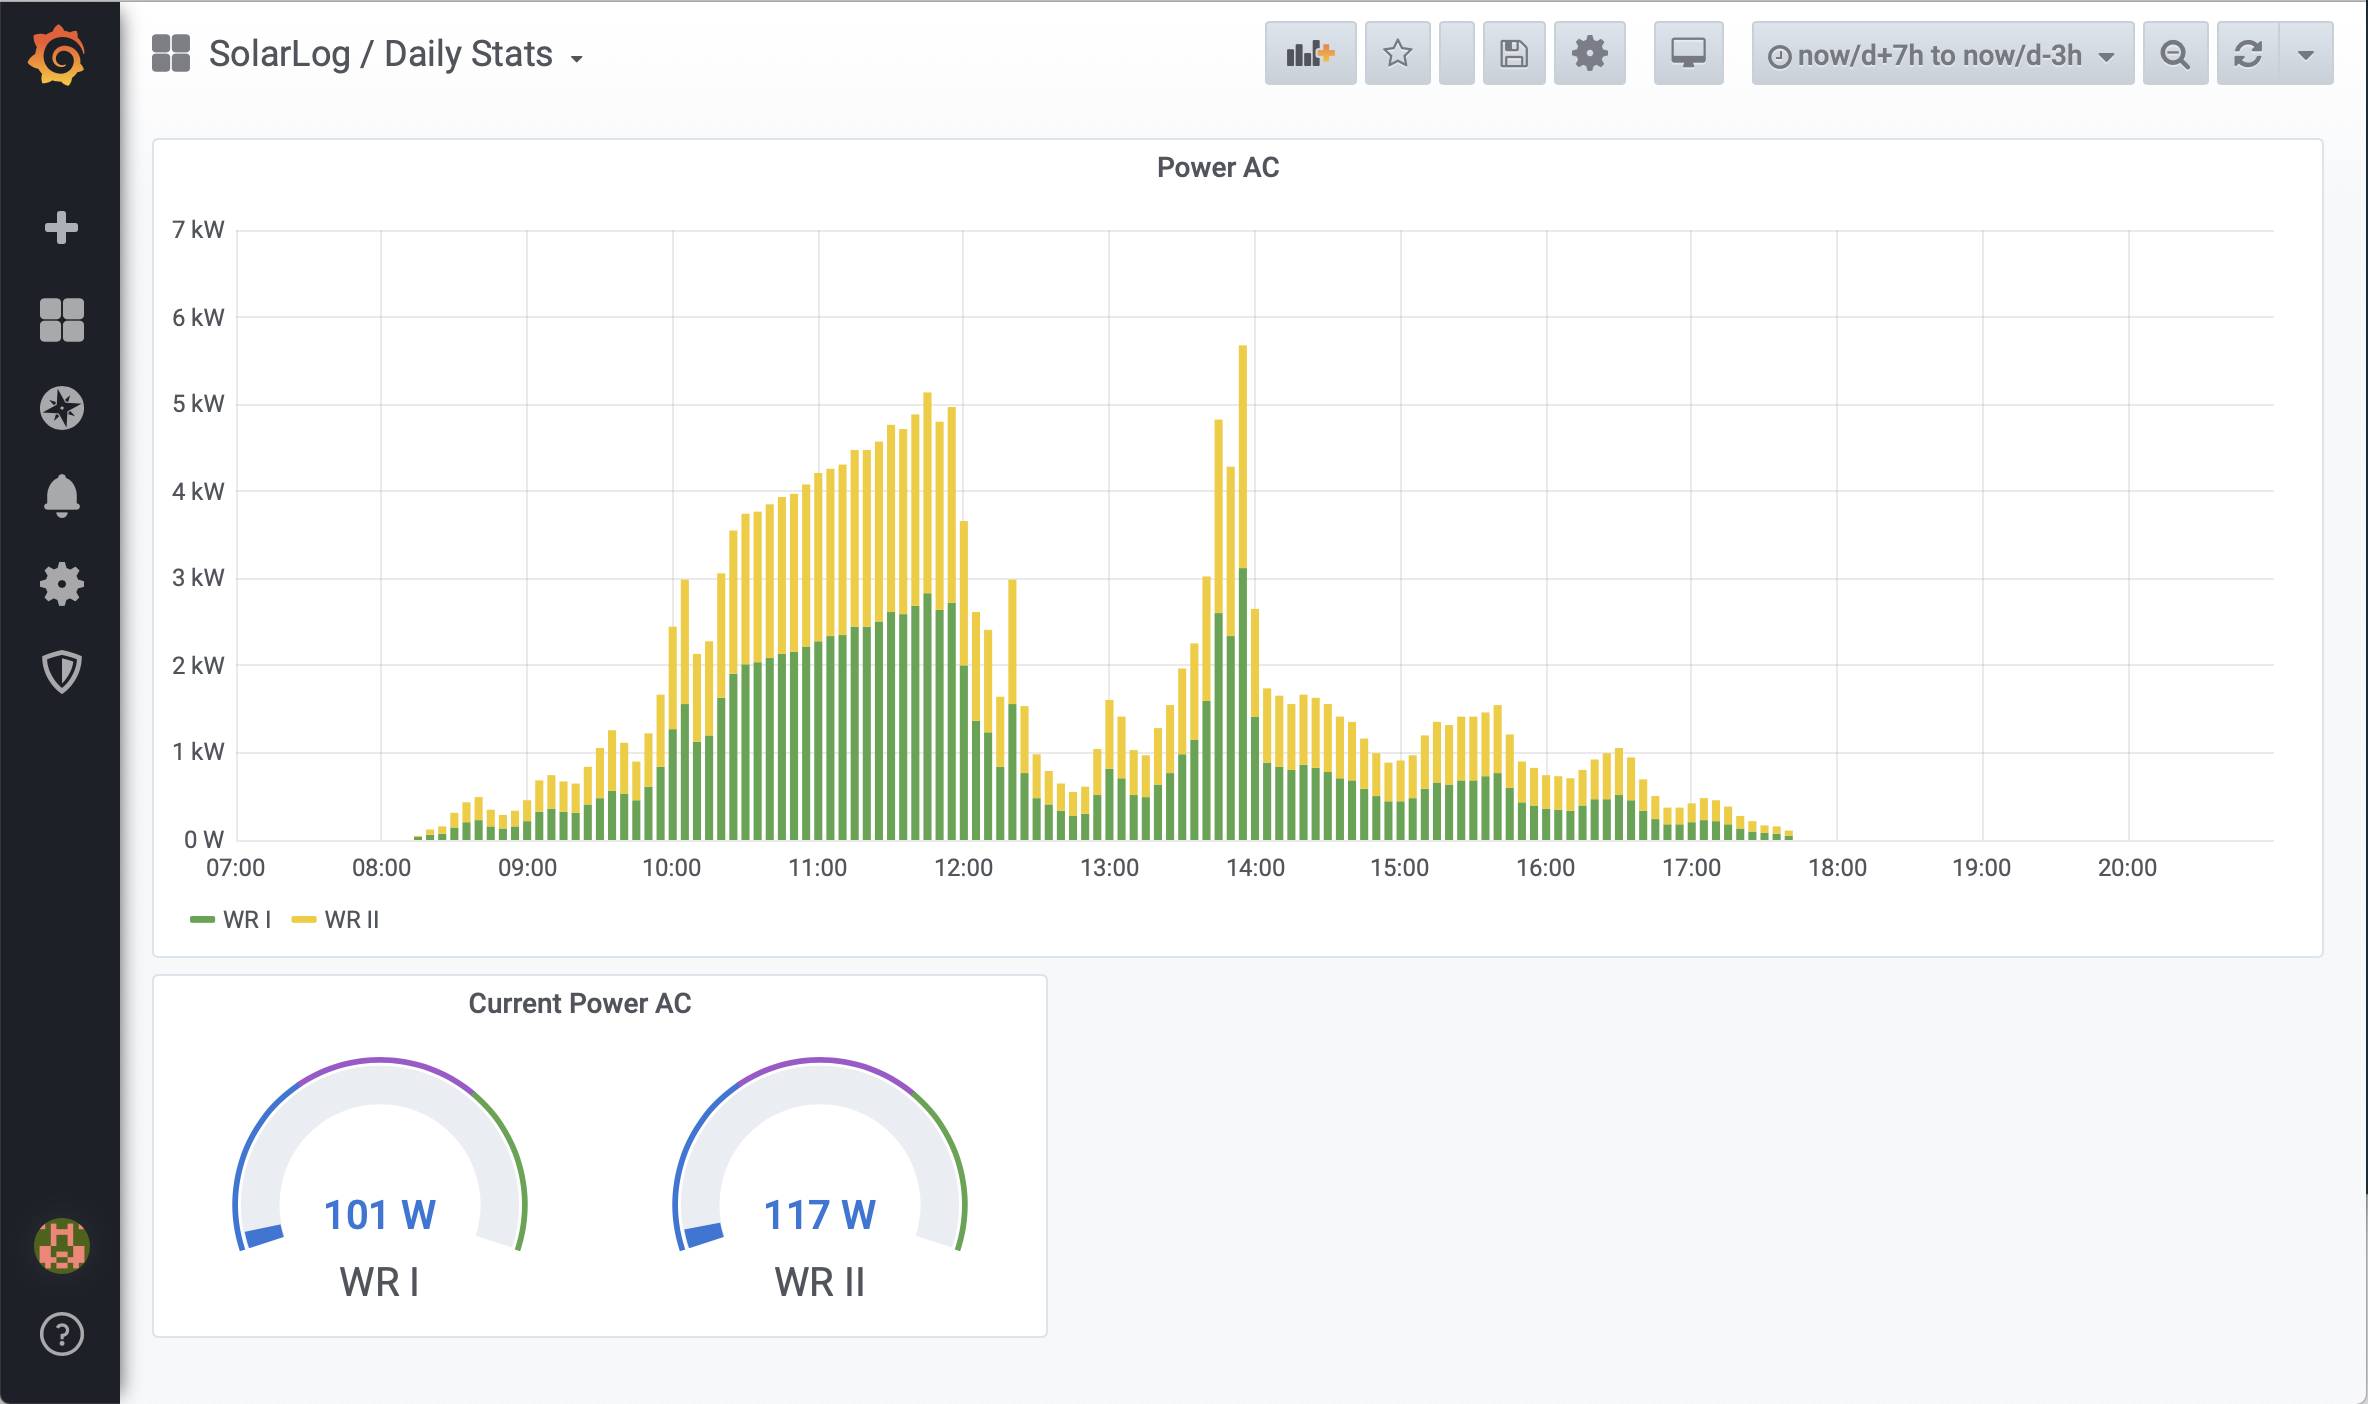 SolarLog / Daily Stats
now/d+7h to now/d-3h
Power AC
7 kW
6 kW
5 kW
4 kW
3 kW
2 kW
1 kW
0 W
07:00 08:00 09:00 10:00 11:00 12:00 13:00 14:00 15:00 16:00 17:00 18:00 19:00 20:00
WR I WR II
Current Power AC
101 W 117 W
WR I WR II
?